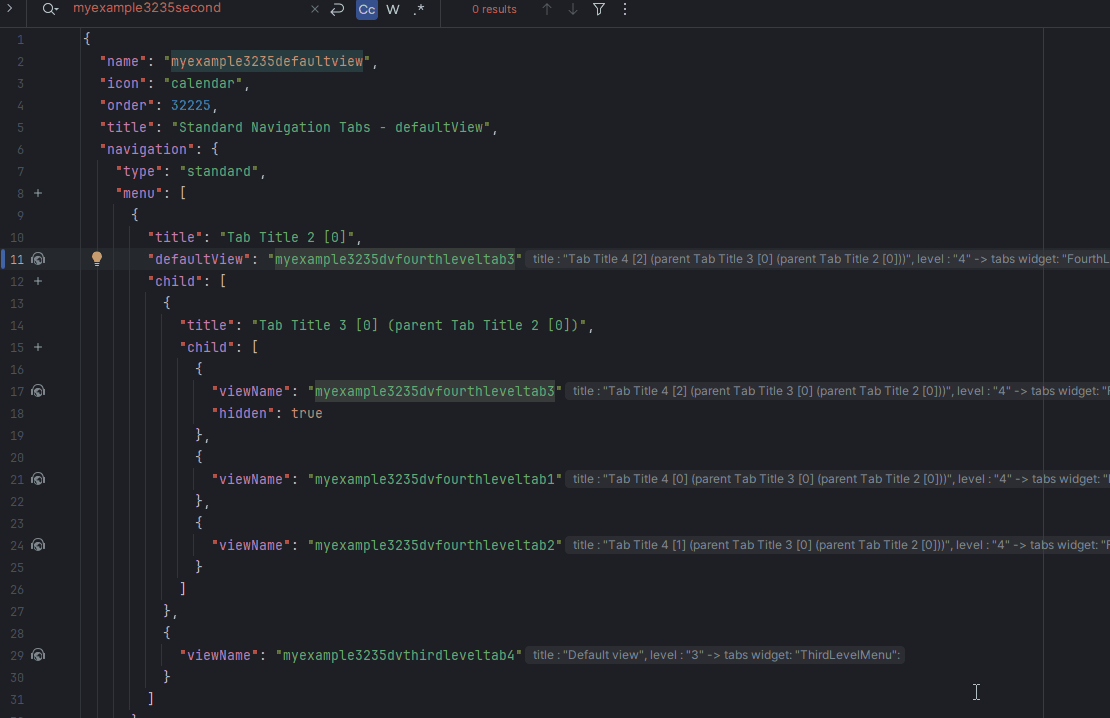 myexample3235second Cc W .* 0 results
1 {
2 "name": "myexample3235defaultview",
3 "icon": "calendar",
4 "order": 32225,
5 "title": "Standard Navigation Tabs - defaultView",
6 "navigation": {
7 "type": "standard",
8 "menu": [
9 {
10 "title": "Tab Title 2 [0]",
11 "defaultView": "myexample3235dvfourthleveltab3" title : "Tab Title 4 [2] (parent Tab Title 3 [0] (parent Tab Title 2 [0]))", level : "4" -> tabs widget: "FourthL
12 "child": [
13 {
14 "title": "Tab Title 3 [0] (parent Tab Title 2 [0])",
15 "child": [
16 {
17 "viewName": "myexample3235dvfourthleveltab3" title : "Tab Title 4 [2] (parent Tab Title 3 [0] (parent Tab Title 2 [0]))", level : "4" -> tabs widget: "F
18 "hidden": true
19 },
20 {
21 "viewName": "myexample3235dvfourthleveltab1" title : "Tab Title 4 [0] (parent Tab Title 3 [0] (parent Tab Title 2 [0]))", level : "4" -> tabs widget: "
22 },
23 {
24 "viewName": "myexample3235dvfourthleveltab2" title : "Tab Title 4 [1] (parent Tab Title 3 [0] (parent Tab Title 2 [0]))", level : "4" -> tabs widget: "F
25 }
26 ]
27 },
28 {
29 "viewName": "myexample3235dvthirdleveltab4" title : "Default view", level : "3" -> tabs widget: "ThirdLevelMenu":
30 }
31 ]